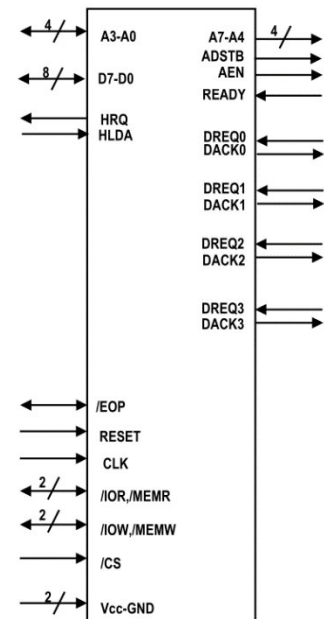 4
A3-A0
8
D7-D0
HRQ
HLDA
/EOP
RESET
CLK
2
/IOR,/MEMR
2
/IOW,/MEMW
/CS
2
Vcc-GND
A7-A4
4
ADSTB
AEN
READY
DREQ0
DACK0
DREQ1
DACK1
DREQ2
DACK2
DREQ3
DACK3